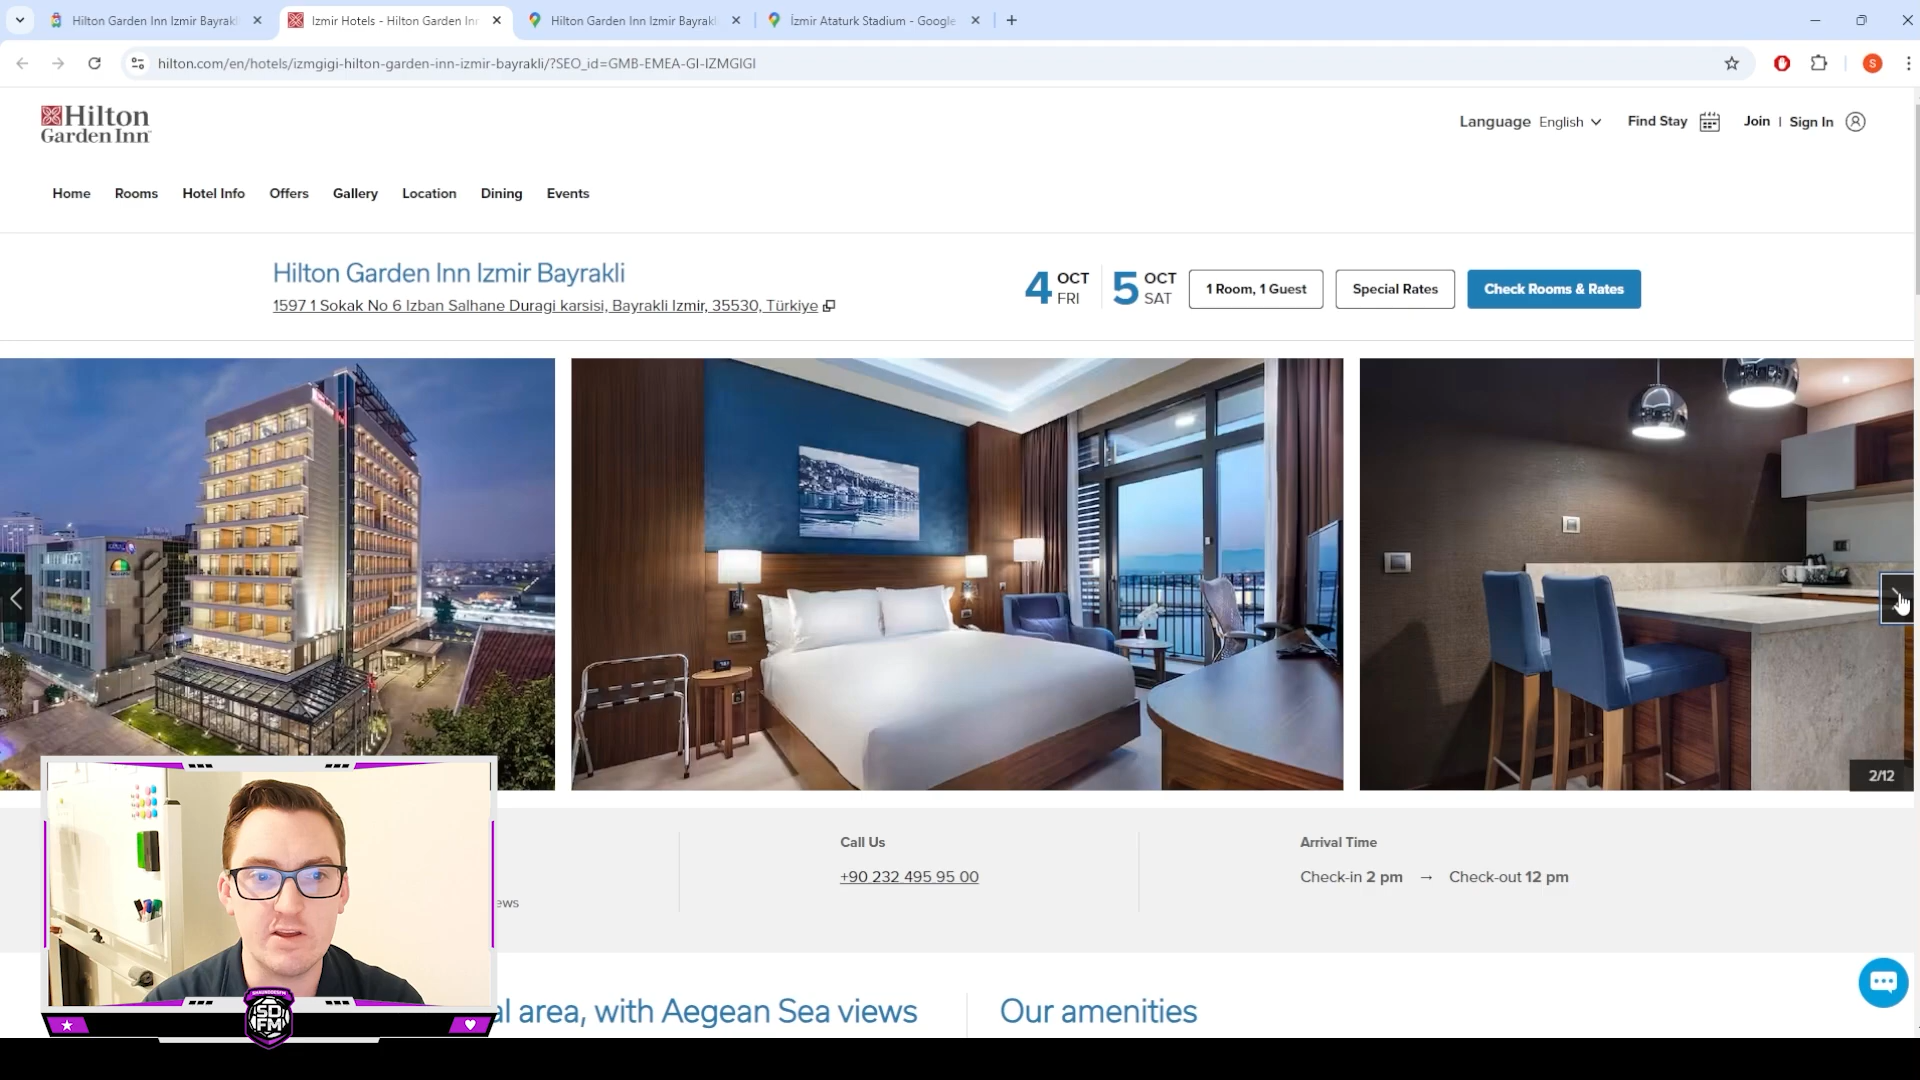 Hilton Garden Inn Izmir Bayrakl
Izmir Hotels - Hilton Garden Inn
Hilton Garden Inn Izmir Bayrakl
İzmir Ataturk Stadium - Google
hilton.com/en/hotels/izmgigi-hilton-garden-inn-izmir-bayrakli/?SEO_id=GMB-EMEA-GI-IZMGIGI
S
Hilton
Garden Inn
Language English
Find Stay
Join | Sign In
Home Rooms Hotel Info Offers Gallery Location Dining Events
Hilton Garden Inn Izmir Bayrakli
1597 1 Sokak No 6 Izban Salhane Duragi karsisi, Bayrakli Izmir, 35530, Türkiye
4 OCT FRI
5 OCT SAT
1 Room, 1 Guest
Special Rates
Check Rooms & Rates
2/12
Call Us
+90 232 495 95 00
Arrival Time
Check-in 2 pm → Check-out 12 pm
ews
al area, with Aegean Sea views
Our amenities
SD
FM